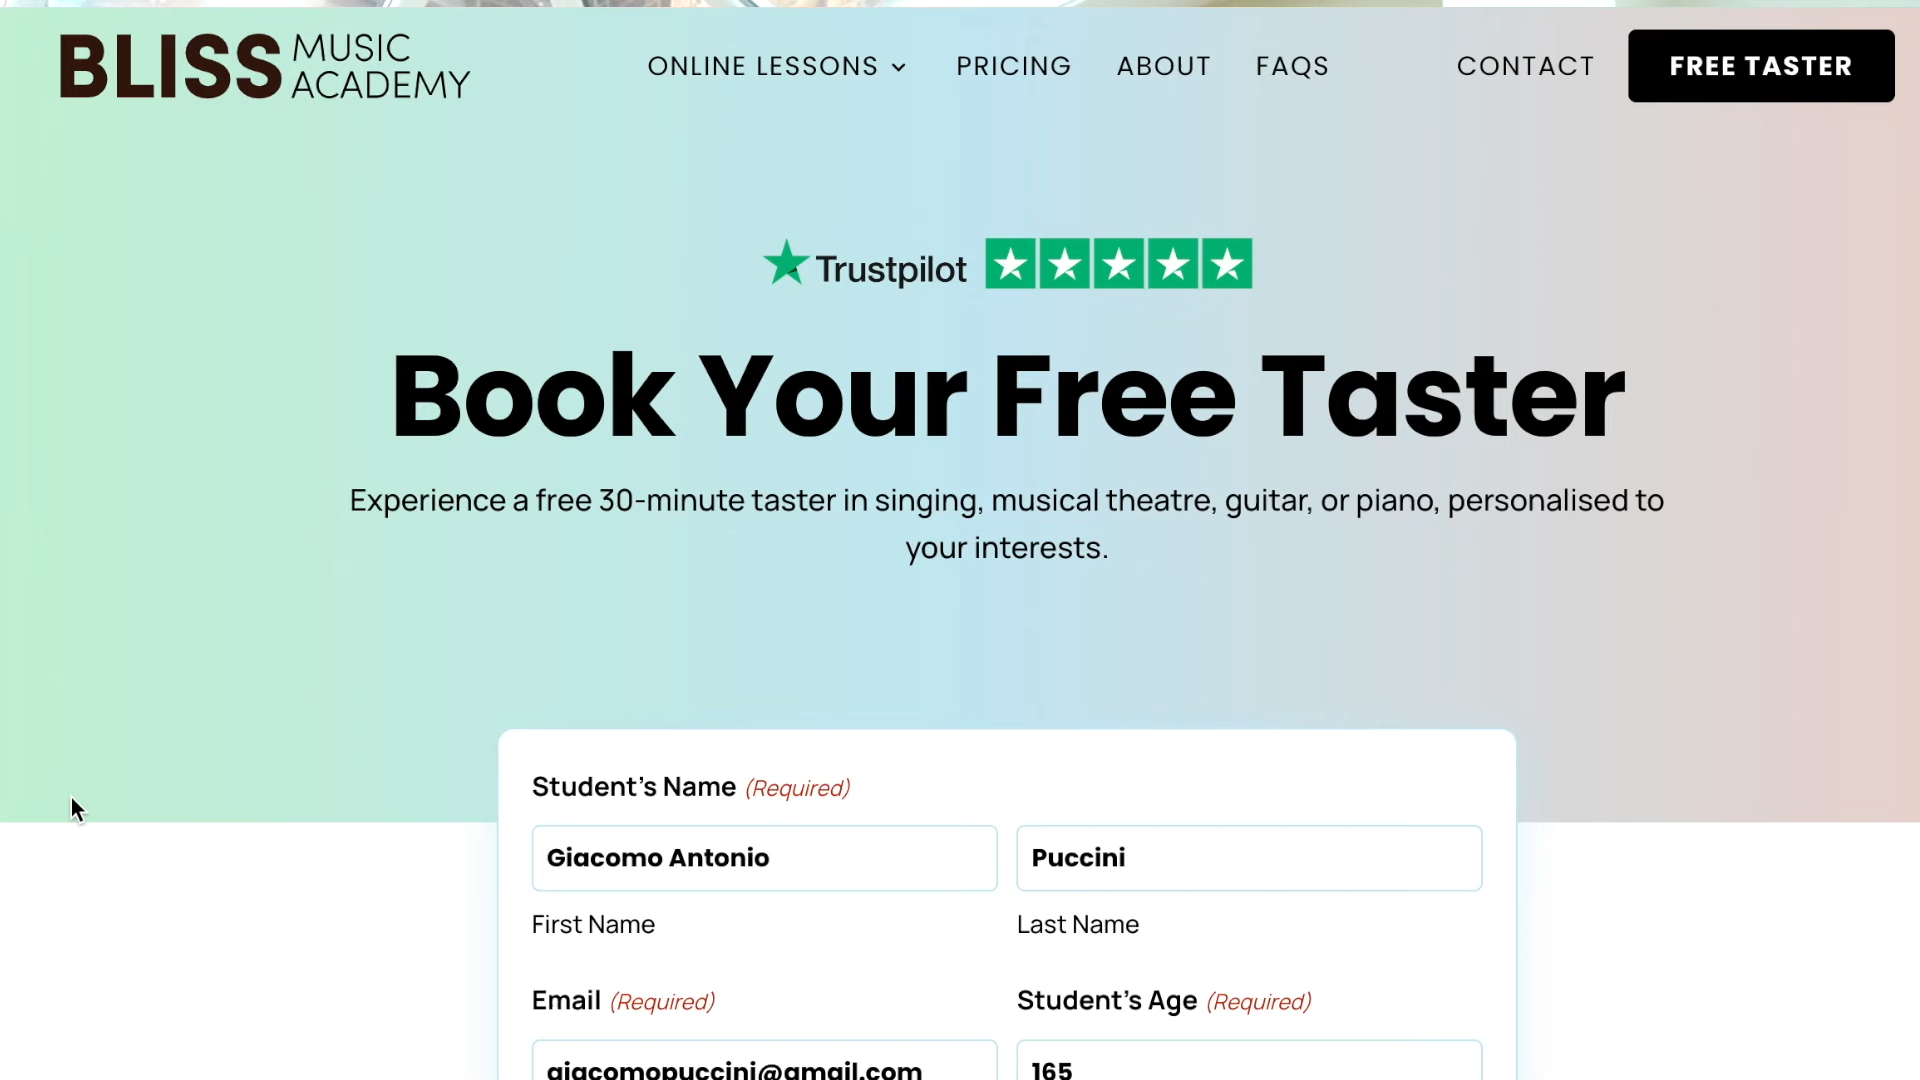 BLISS MUSIC ACADEMY
ONLINE LESSONS PRICING ABOUT FAQS CONTACT FREE TASTER
Trustpilot
Book Your Free Taster
Experience a free 30-minute taster in singing, musical theatre, guitar, or piano, personalised to
your interests.
Student's Name (Required)
Giacomo Antonio Puccini
First Name Last Name
Email (Required) Student's Age (Required)
giacomopuccini@gmail.com 165